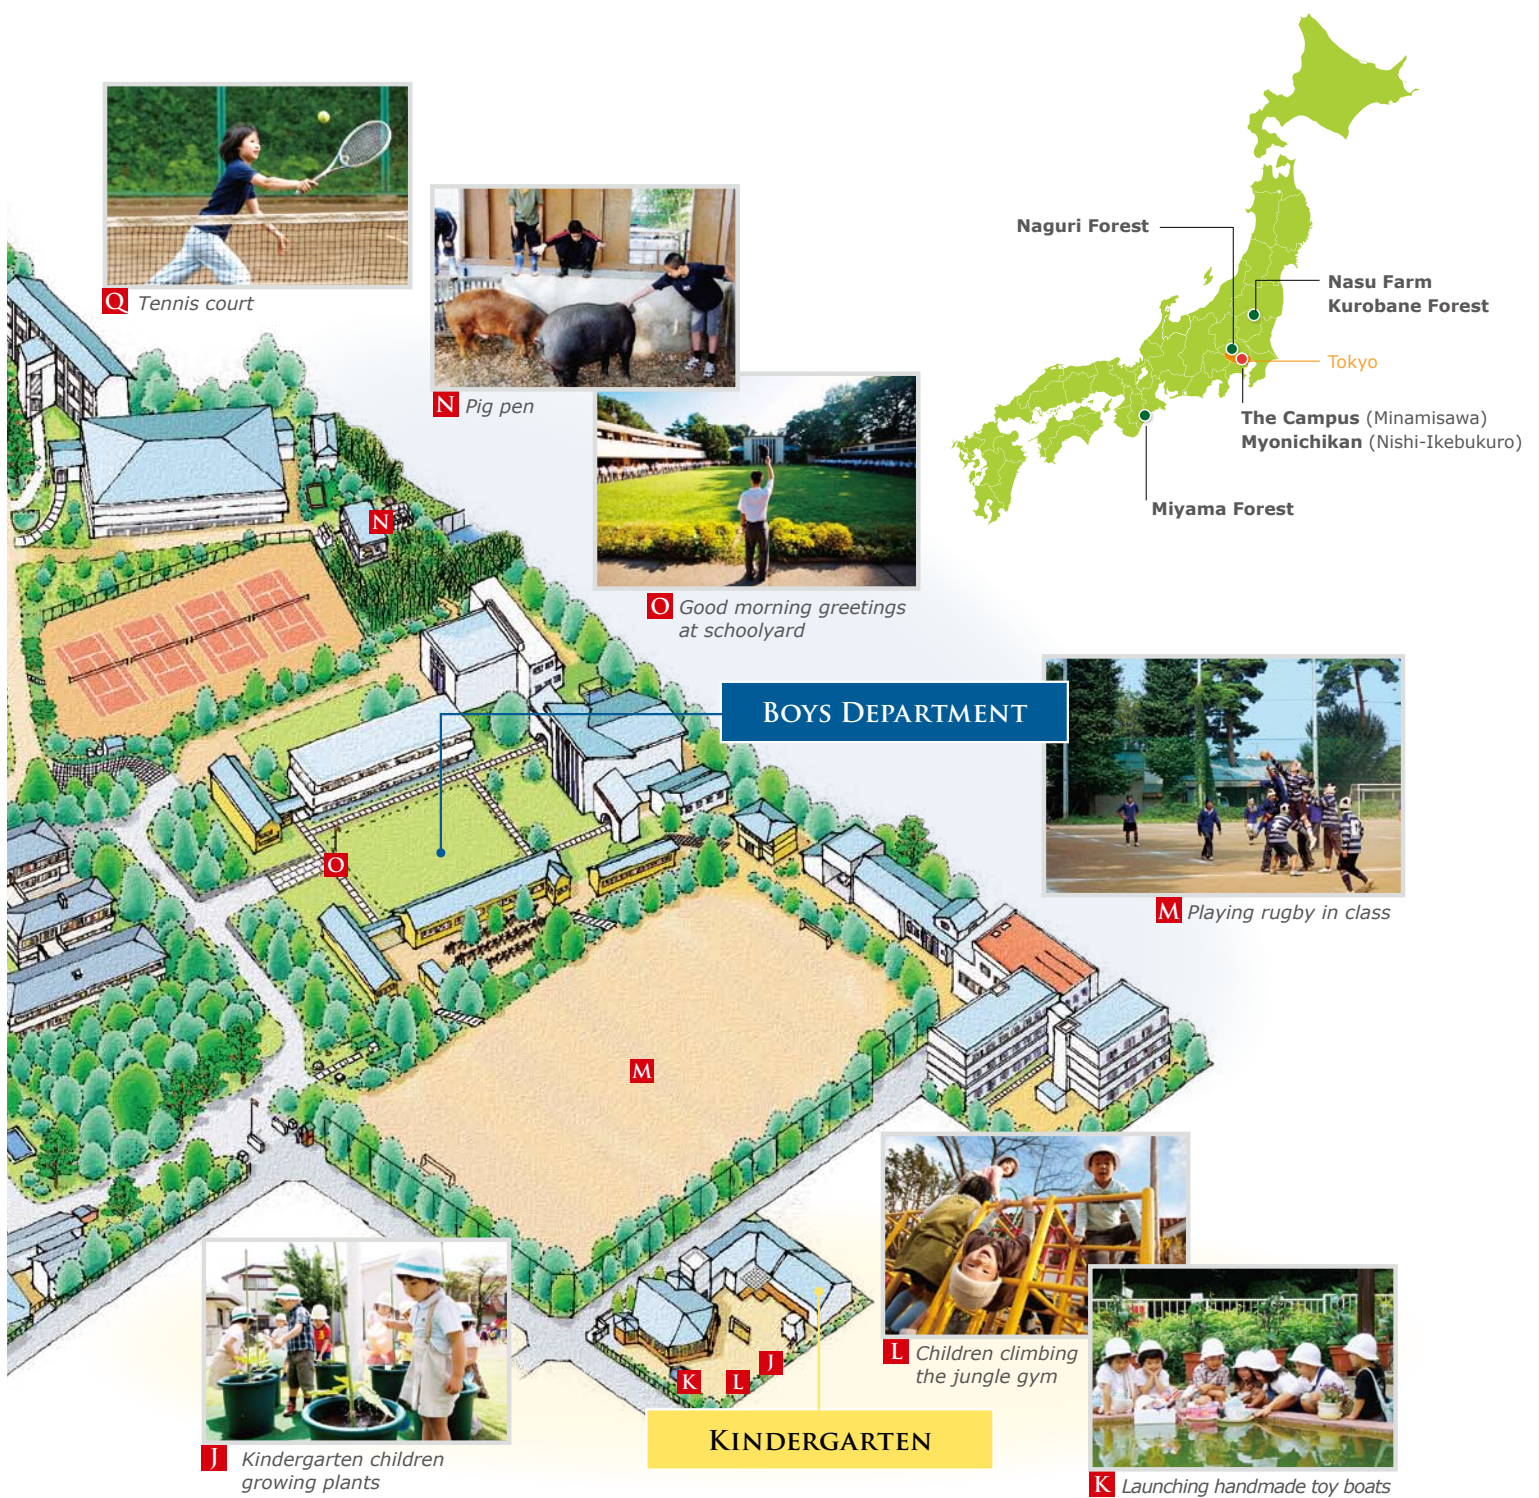 Q Tennis court
N Pig pen
O Good morning greetings
at schoolyard
Naguri Forest
Nasu Farm
Kurobane Forest
Tokyo
The Campus (Minamisawa)
Myonichikan (Nishi-Ikebukuro)
Miyama Forest
N
BOYS DEPARTMENT
O
M Playing rugby in class
M
L Children climbing
the jungle gym
J
K
L
KINDERGARTEN
J Kindergarten children
growing plants
K Launching handmade toy boats